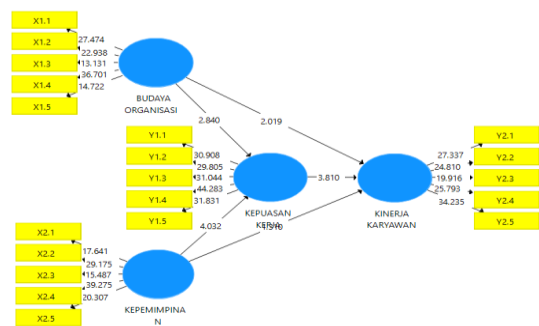 X1.1
X1.2
X1.3
X1.4
X1.5
27.474
22.938
13.131
36.701
14.722
BUDAYA
ORGANISASI
2.840
2.019
Y1.1
Y1.2
Y1.3
Y1.4
Y1.5
30.908
29.805
31.044
44.283
31.831
KEPUASAN
KERJA
3.810
KINERJA
KARYAWAN
27.337
24.810
19.916
25.793
34.235
Y2.1
Y2.2
Y2.3
Y2.4
Y2.5
4.032
X2.1
X2.2
X2.3
X2.4
X2.5
17.641
29.175
15.487
39.275
20.307
KEPEMIMPINA
N